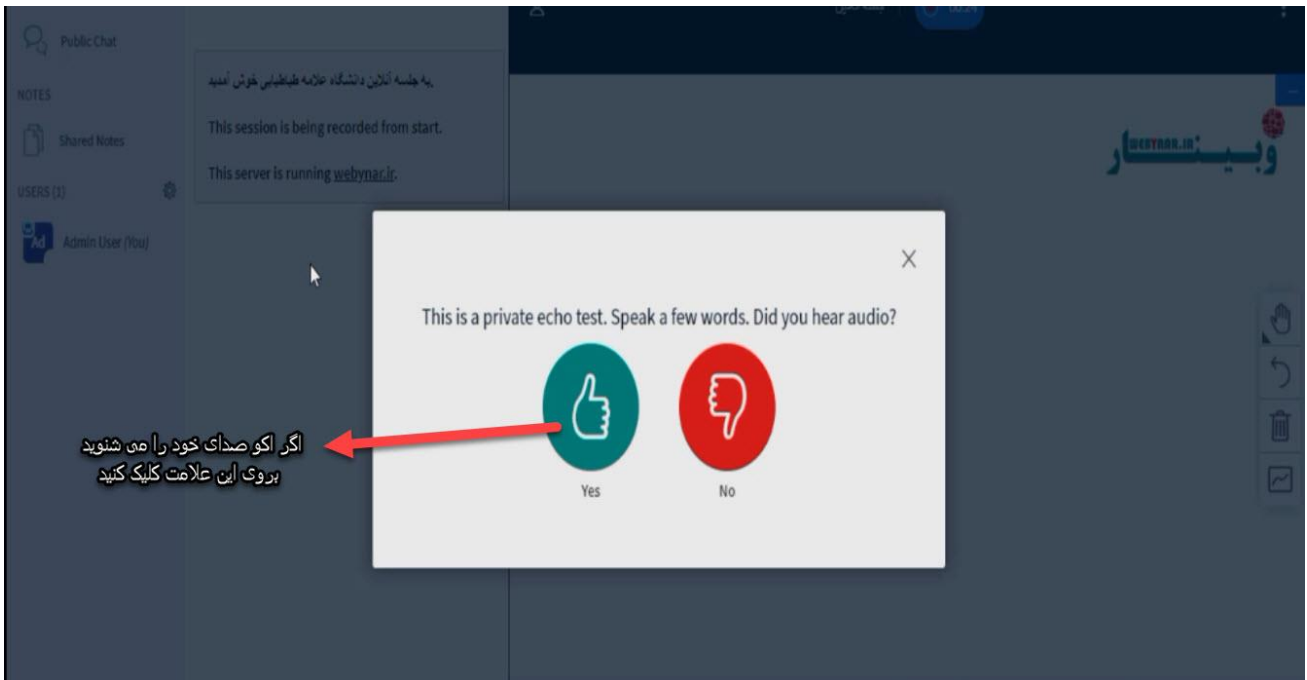 Public Chat
NOTES
Shared Notes
USERS (1)
Ad
Admin User (You)
به جلسه آنلاین دانشگاه علامه طباطبایی خوش آمدید.
This session is being recorded from start.
This server is running webynar.ir.
وبینار
WEBYNAR.IR
This is a private echo test. Speak a few words. Did you hear audio?
Yes
No
اگر اکو صدای خود را می شنوید
بروی این علامت کلیک کنید